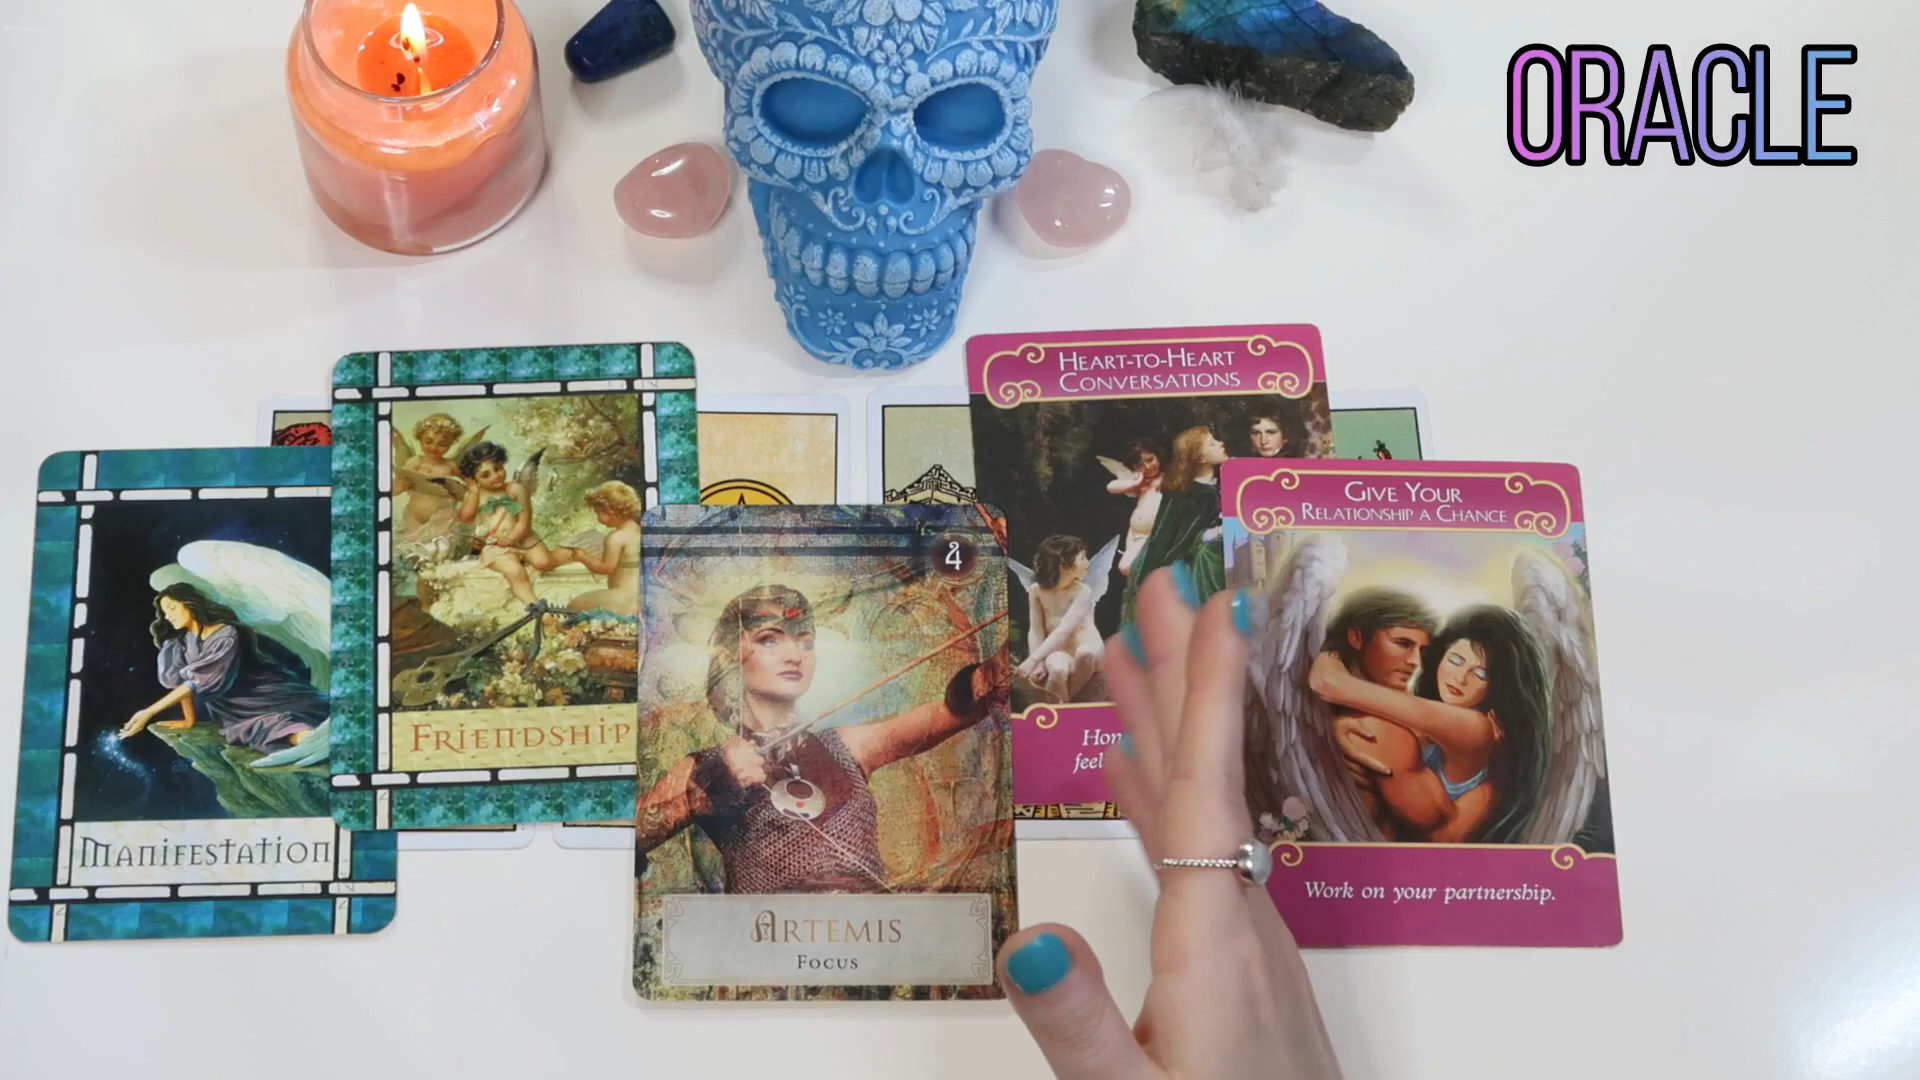 ORACLE
HEART-TO-HEART
CONVERSATIONS
GIVE YOUR
RELATIONSHIP A CHANCE
4
FRIENDSHIP
MANIFESTATION
ARTEMIS
FOCUS
Work on your partnership.